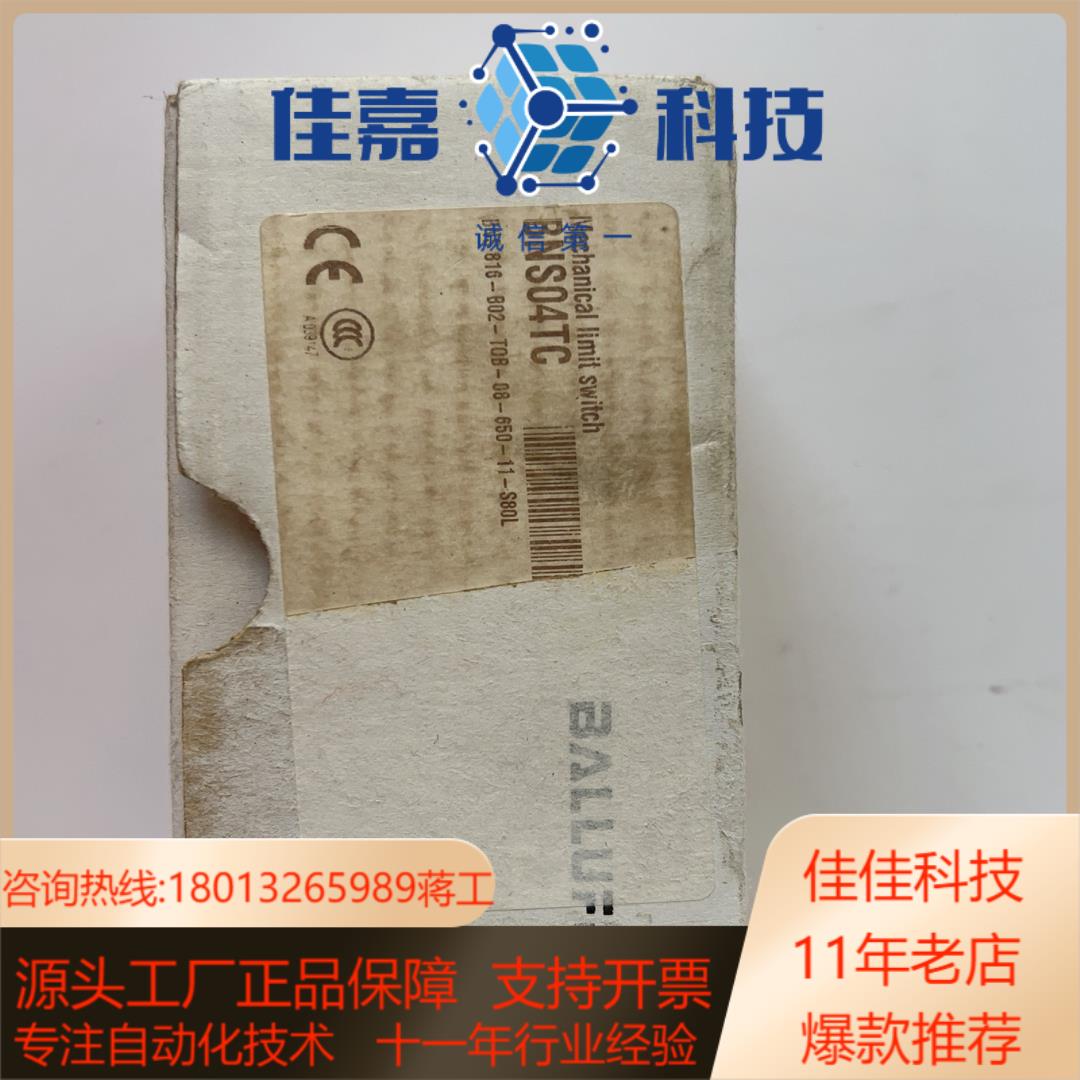 佳嘉科技
诚信第一
Mechanical limit switch
BNS04TC
816-B02-TOB-08-650-11-S80L
CE
CCC
BALLUF
咨询热线:18013265989蒋工
源头工厂正品保障 支持开票
专注自动化技术 十一年行业经验
佳佳科技
11年老店
爆款推荐